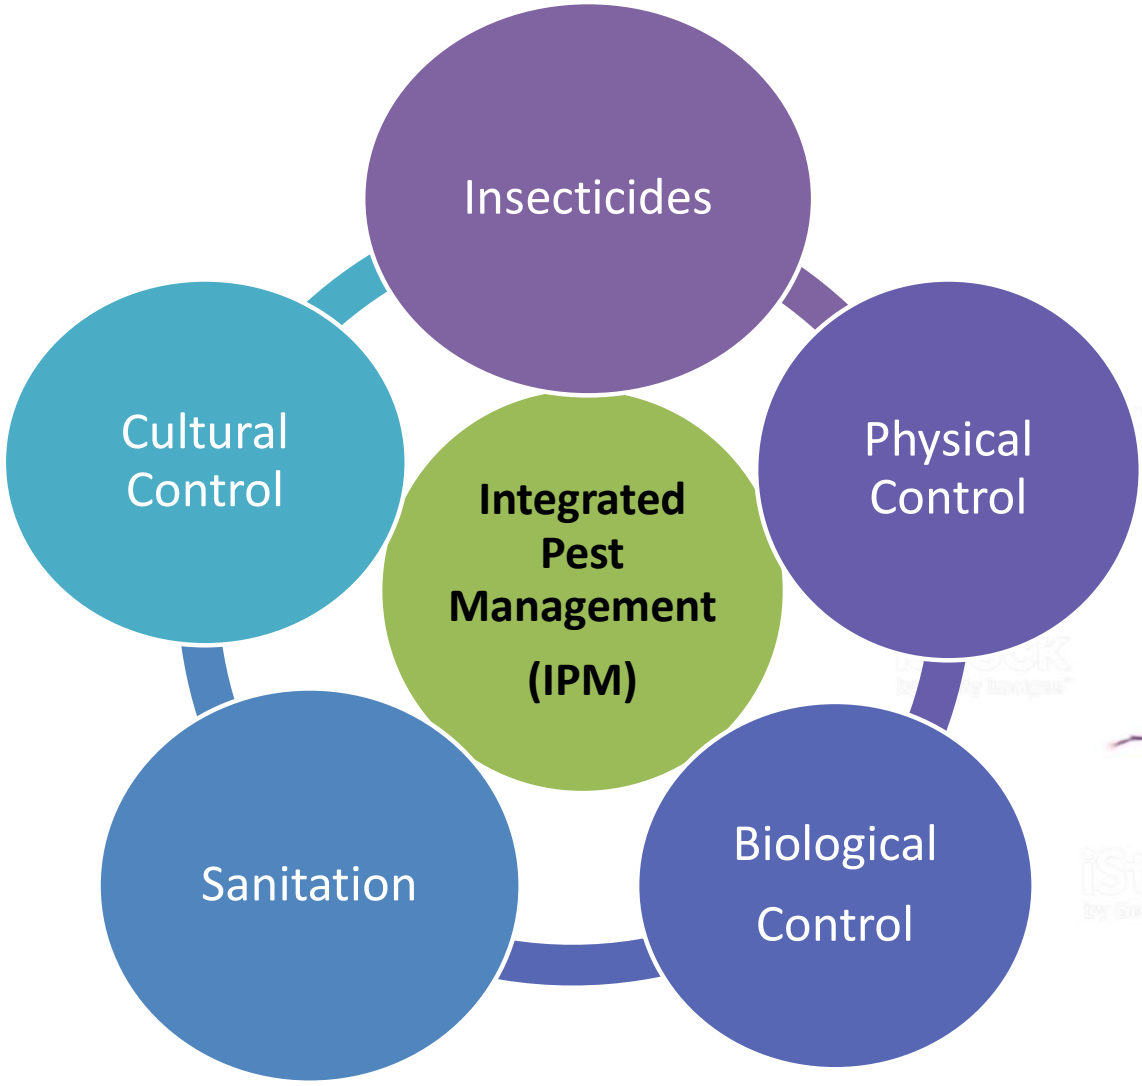 Insecticides
Cultural
Control
Physical
Control
Integrated
Pest
Management
(IPM)
Sanitation
Biological
Control